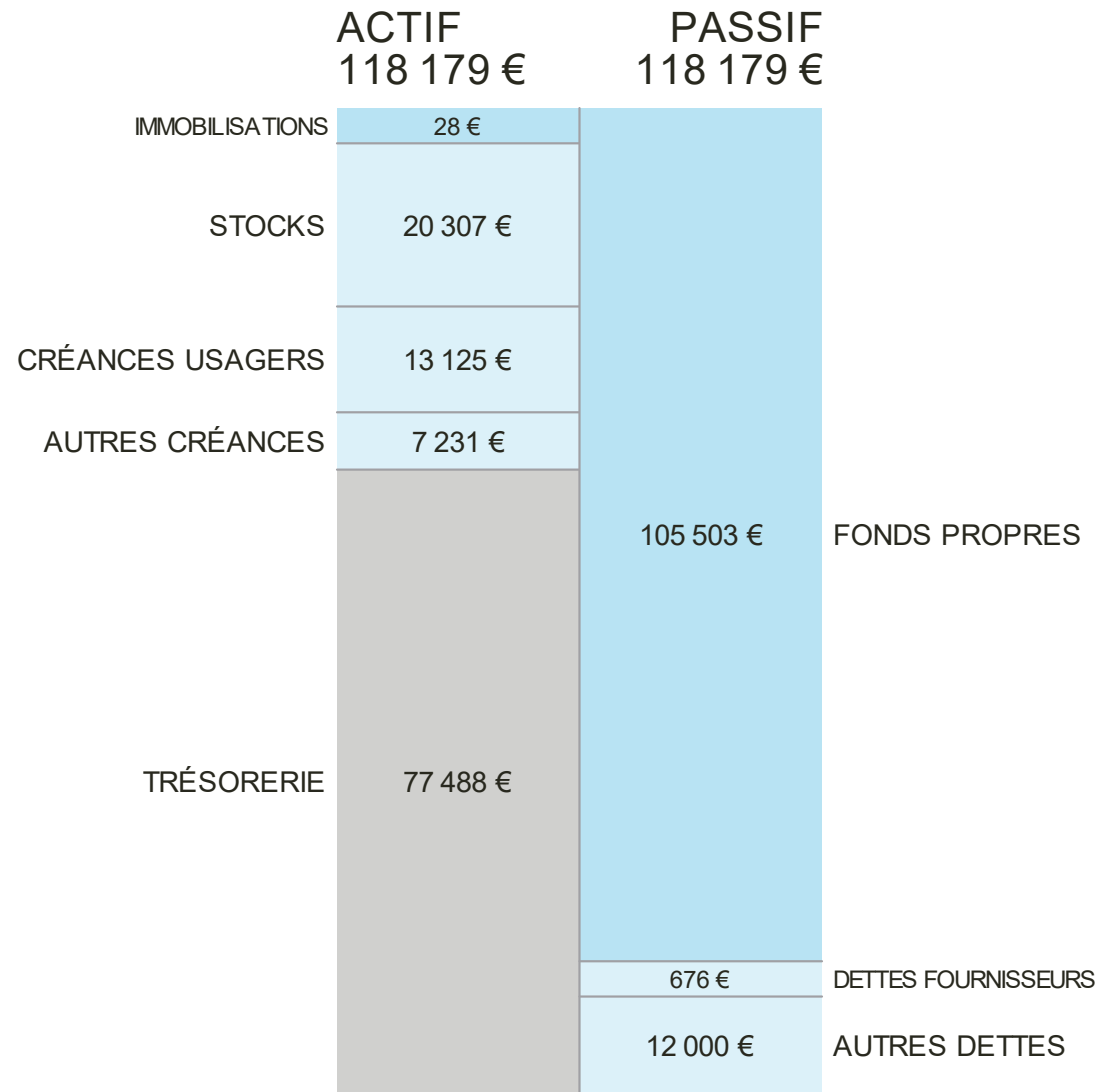 ACTIF
118 179 €
PASSIF
118 179 €
IMMOBILISATIONS 28 €
STOCKS 20 307 €
CRÉANCES USAGERS 13 125 €
AUTRES CRÉANCES 7 231 €
105 503 € FONDS PROPRES
TRÉSORERIE 77 488 €
676 € DETTES FOURNISSEURS
12 000 € AUTRES DETTES